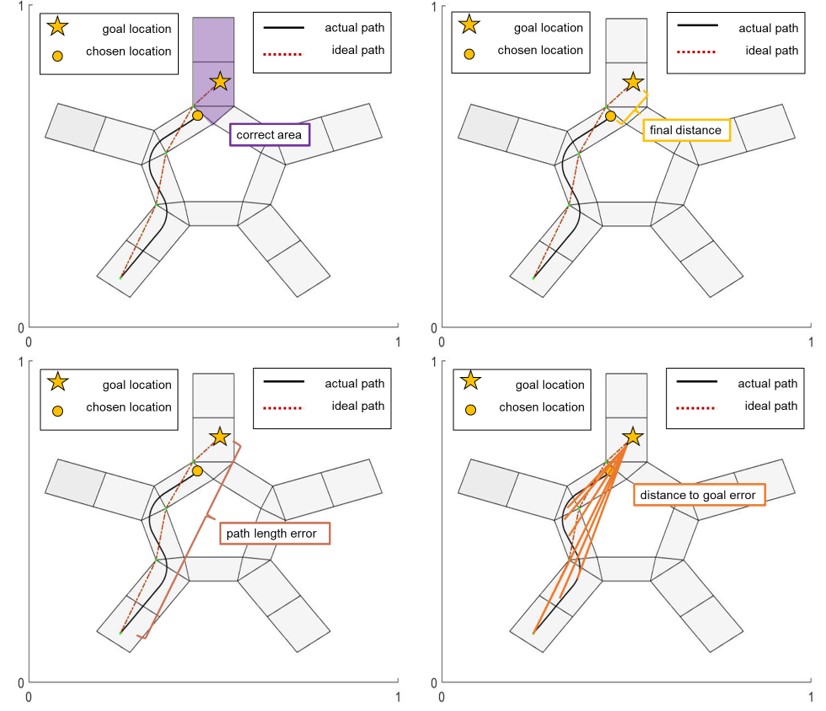 1
goal location
chosen location
actual path
ideal path
correct area
0
0
1
1
goal location
chosen location
actual path
ideal path
final distance
0
0
1
1
goal location
chosen location
actual path
ideal path
path length error
0
0
1
1
goal location
chosen location
actual path
ideal path
distance to goal error
0
0
1